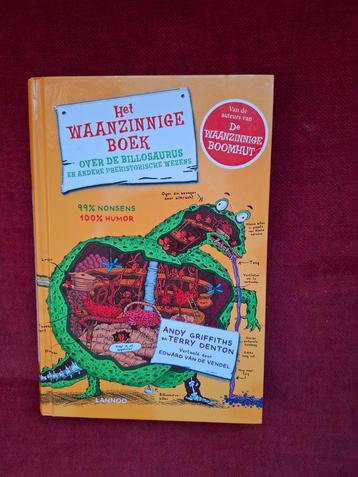 Het
WAANZINNIGE
BOEK
OVER DE BILLOSAURUS
EN ANDERE PREHISTORISCHE WEZENS
Van de
auteurs van
De
WAANZINNIGE
BOOMHUT
99% NONSENS
100% HUMOR
ANDY GRIFFITHS
en TERRY DENTON
Vertaald door
EDWARD VAN DE VENDEL
LANNOO